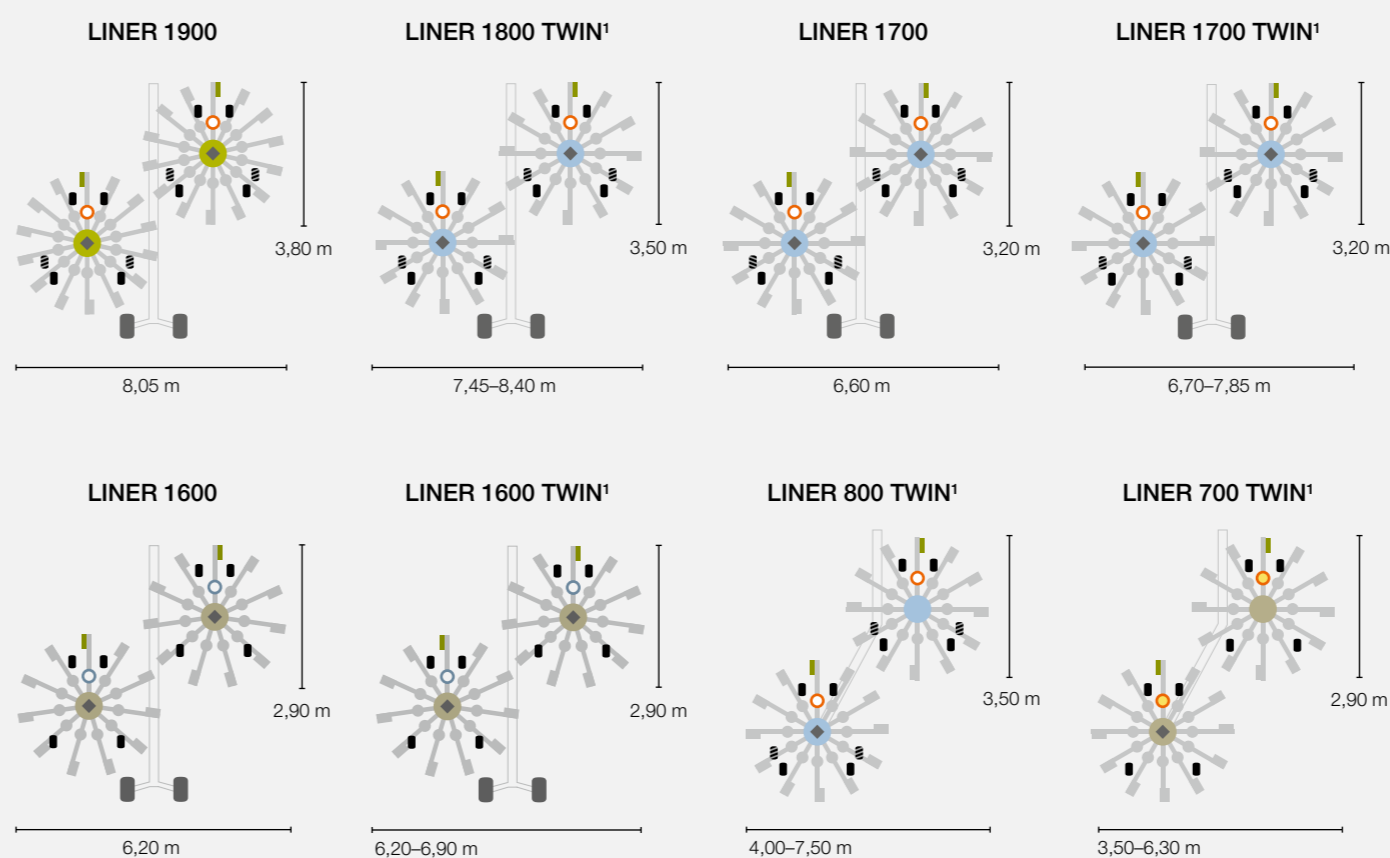 LINER 1900
LINER 1800 TWIN¹
LINER 1700
LINER 1700 TWIN¹
3,80 m
3,50 m
3,20 m
3,20 m
8,05 m
7,45–8,40 m
6,60 m
6,70–7,85 m
LINER 1600
LINER 1600 TWIN¹
LINER 800 TWIN¹
LINER 700 TWIN¹
2,90 m
2,90 m
3,50 m
2,90 m
6,20 m
6,20–6,90 m
4,00–7,50 m
3,50–6,30 m